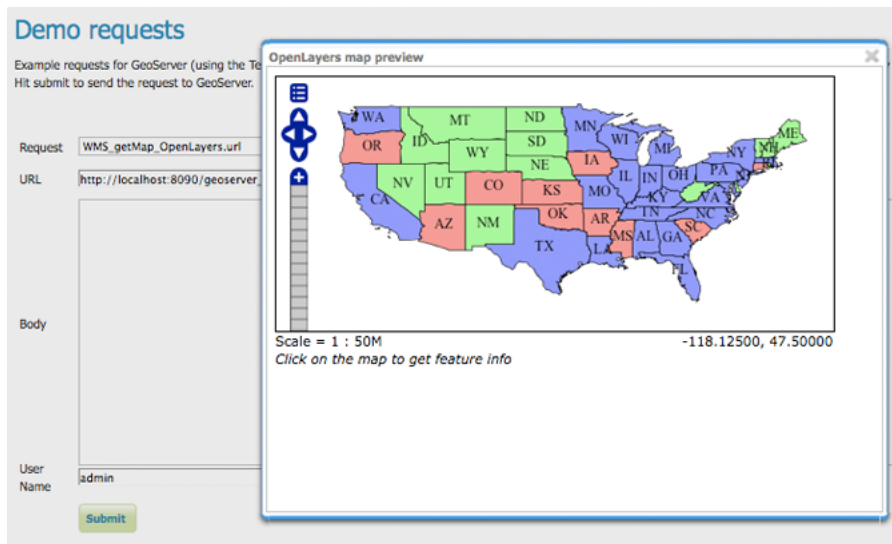 Demo requests
Example requests for GeoServer (using the Te
Hit submit to send the request to GeoServer.
Request WMS_getMap_OpenLayers.url
URL http://localhost:8090/geoserver_
Body
User Name admin
Submit
OpenLayers map preview
WA MT ND MN ME
OR ID SD WI MI NY NH
WY IA PA
NV UT NE IL IN OH
CA CO KS MO KY VA
AZ NM OK AR TN NC
TX LA MS AL GA SC
FL
Scale = 1 : 50M -118.12500, 47.50000
Click on the map to get feature info